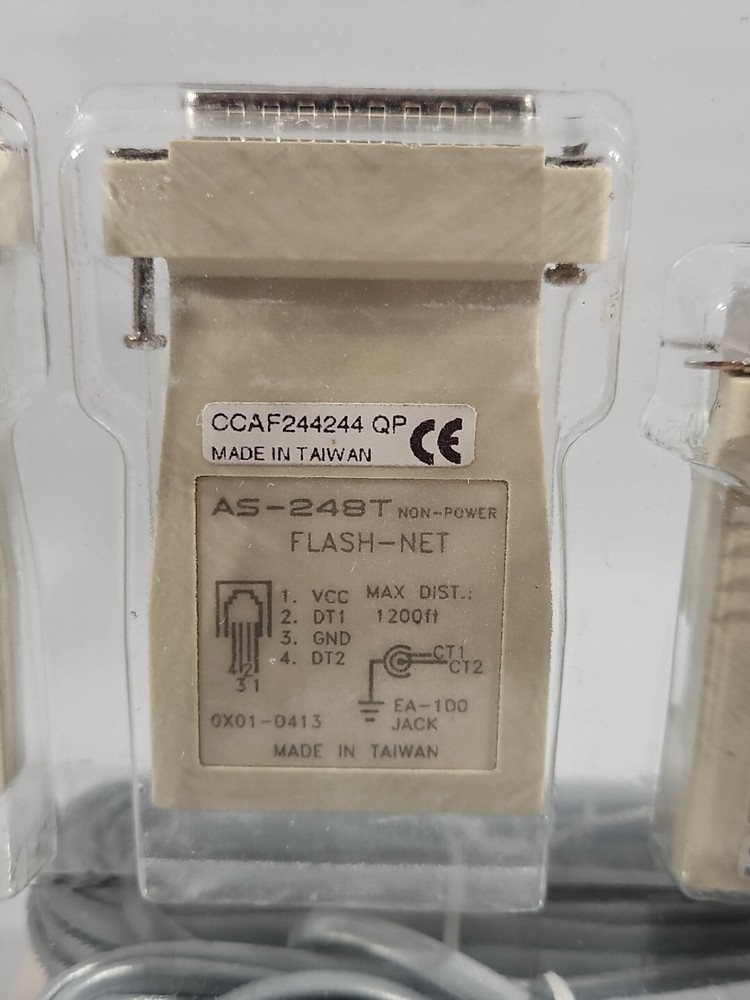 CCAF244244 QP
CE
MADE IN TAIWAN
AS-248T NON-POWER
FLASH-NET
1. VCC MAX DIST.:
2. DT1 1200ft
3. GND
4. DT2
CT1
CT2
4 2
3 1
EA-100
JACK
0X01-0413
MADE IN TAIWAN